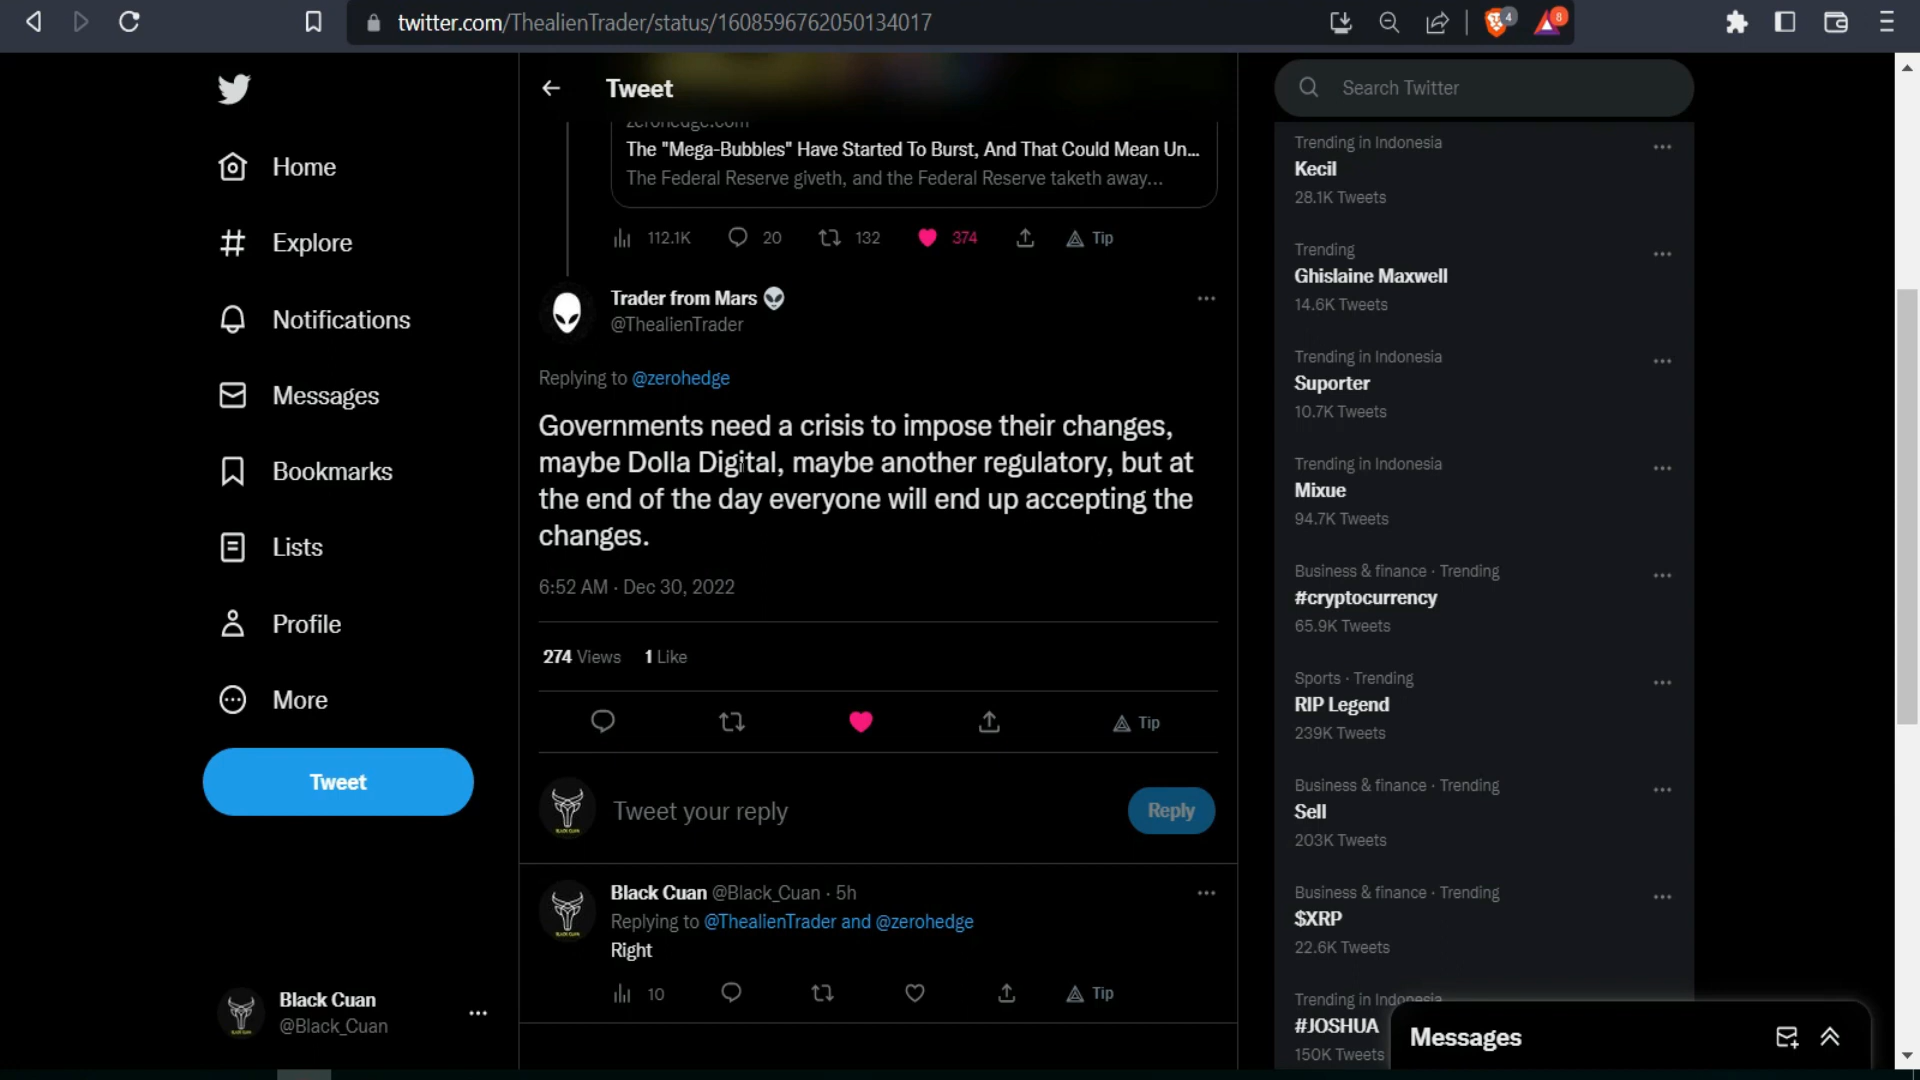 twitter.com/ThealienTrader/status/1608596762050134017
4
8
Home
Explore
Notifications
Messages
Bookmarks
Lists
Profile
More
Tweet
Black Cuan
@Black_Cuan
Tweet
zerohedge.com
The "Mega-Bubbles" Have Started To Burst, And That Could Mean Un...
The Federal Reserve giveth, and the Federal Reserve taketh away...
112.1K 20 132 374 Tip
Trader from Mars
@ThealienTrader
Replying to @zerohedge
Governments need a crisis to impose their changes,
maybe Dolla Digital, maybe another regulatory, but at
the end of the day everyone will end up accepting the
changes.
6:52 AM · Dec 30, 2022
274 Views 1 Like
Tip
Tweet your reply
Reply
Black Cuan @Black_Cuan · 5h
Replying to @ThealienTrader and @zerohedge
Right
10 Tip
Search Twitter
Trending in Indonesia
Kecil
28.1K Tweets
Trending
Ghislaine Maxwell
14.6K Tweets
Trending in Indonesia
Suporter
10.7K Tweets
Trending in Indonesia
Mixue
94.7K Tweets
Business & finance · Trending
#cryptocurrency
65.9K Tweets
Sports · Trending
RIP Legend
239K Tweets
Business & finance · Trending
Sell
203K Tweets
Business & finance · Trending
$XRP
22.6K Tweets
Trending in Indonesia
#JOSHUA
150K Tweets
Messages